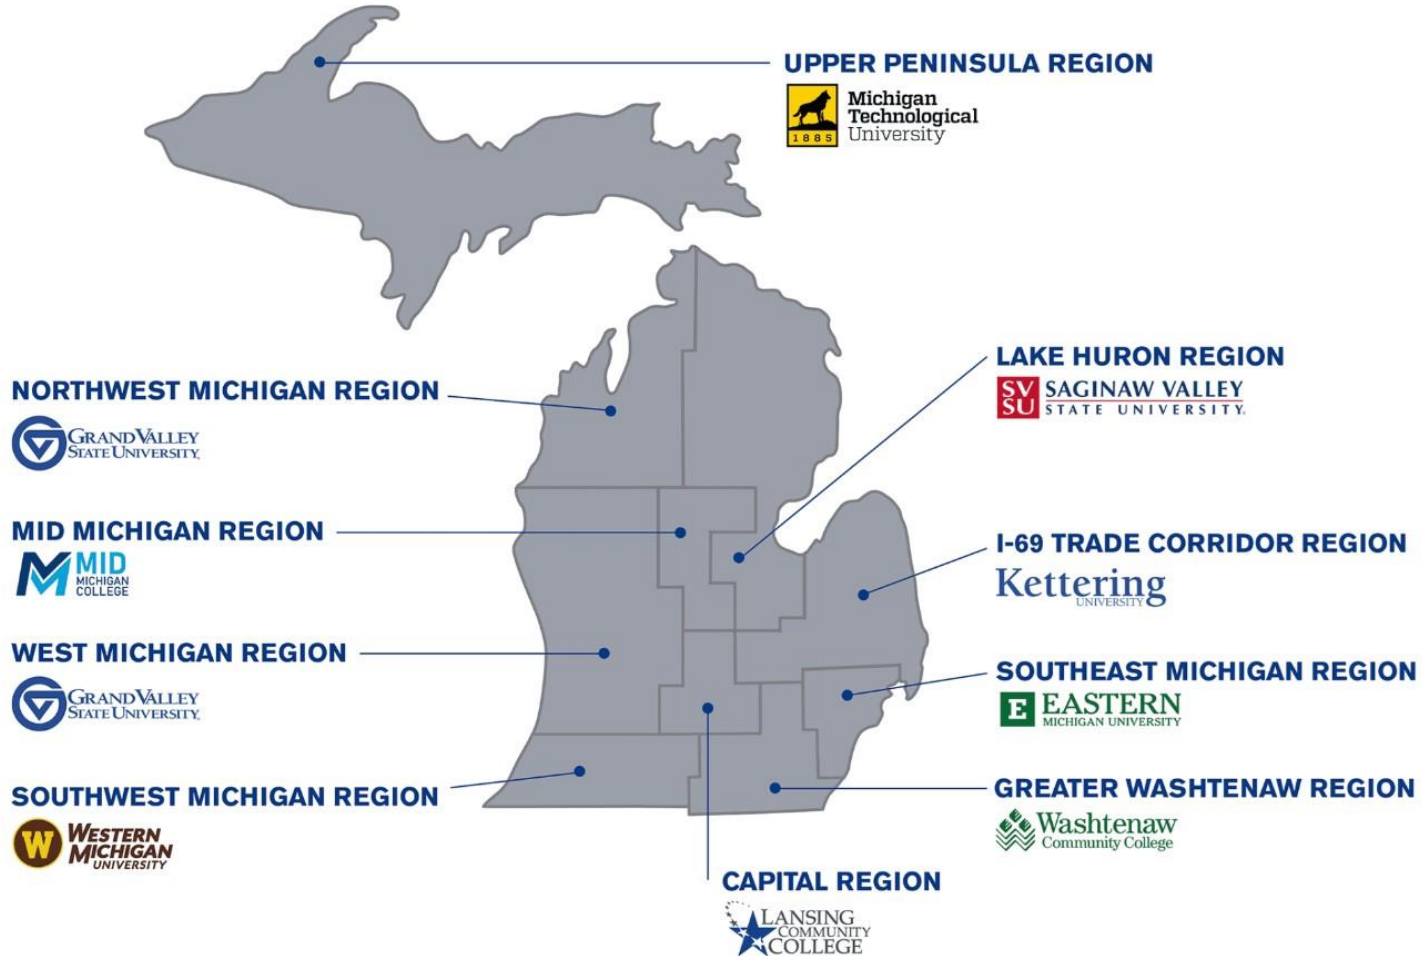 UPPER PENINSULA REGION
1885
Michigan
Technological
University
LAKE HURON REGION
SV
SU
SAGINAW VALLEY
STATE UNIVERSITY.
NORTHWEST MICHIGAN REGION
GRAND VALLEY
STATE UNIVERSITY.
MID MICHIGAN REGION
M
MID
MICHIGAN
COLLEGE
I-69 TRADE CORRIDOR REGION
Kettering
UNIVERSITY
WEST MICHIGAN REGION
GRAND VALLEY
STATE UNIVERSITY.
SOUTHEAST MICHIGAN REGION
E
EASTERN
MICHIGAN UNIVERSITY
SOUTHWEST MICHIGAN REGION
W
WESTERN
MICHIGAN
UNIVERSITY
GREATER WASHTENAW REGION
Washtenaw
Community College
CAPITAL REGION
LANSING
COMMUNITY
COLLEGE